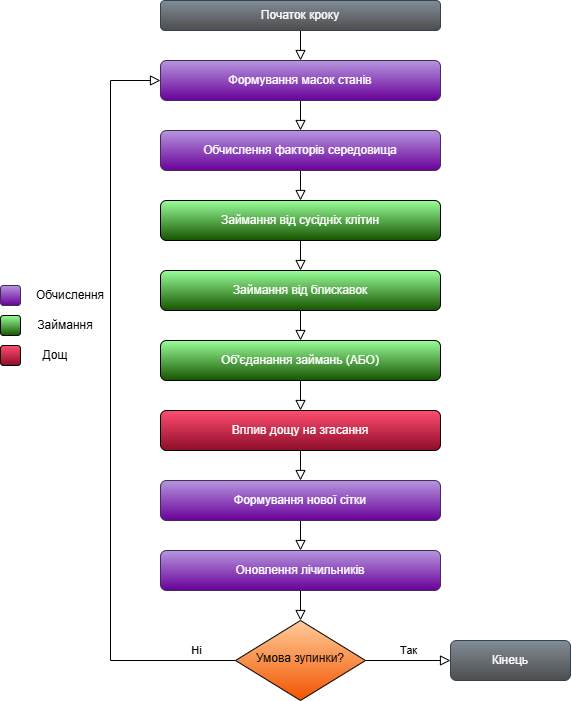 Початок кроку
Формування масок станів
Обчислення факторів середовища
Займання від сусідніх клітин
Займання від блискавок
Об'єданання займань (АБО)
Вплив дощу на згасання
Формування нової сітки
Оновлення лічильників
Умова зупинки?
Ні
Так
Кінець
Обчислення
Займання
Дощ